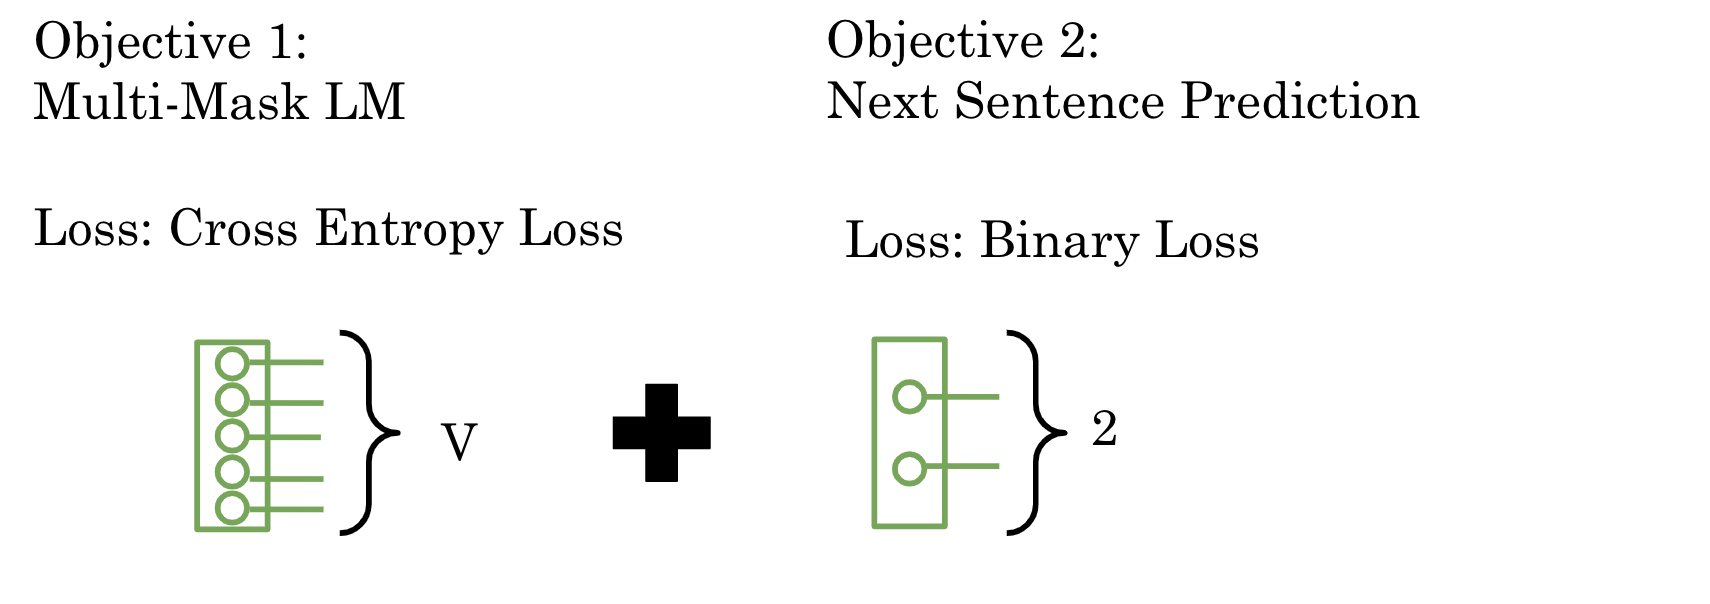 Objective 1:
Multi-Mask LM
Loss: Cross Entropy Loss
V
Objective 2:
Next Sentence Prediction
Loss: Binary Loss
2